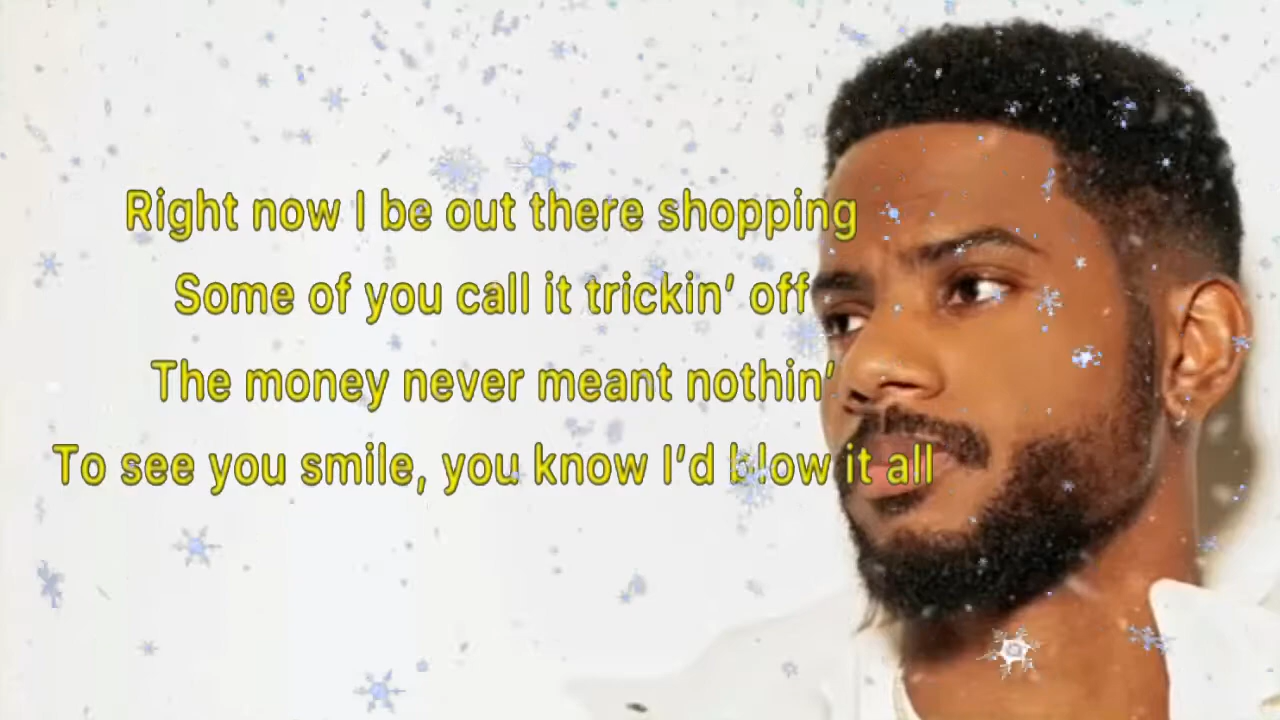 Right now I be out there shopping
Some of you call it trickin’ off
The money never meant nothin’
To see you smile, you know I’d blow it all